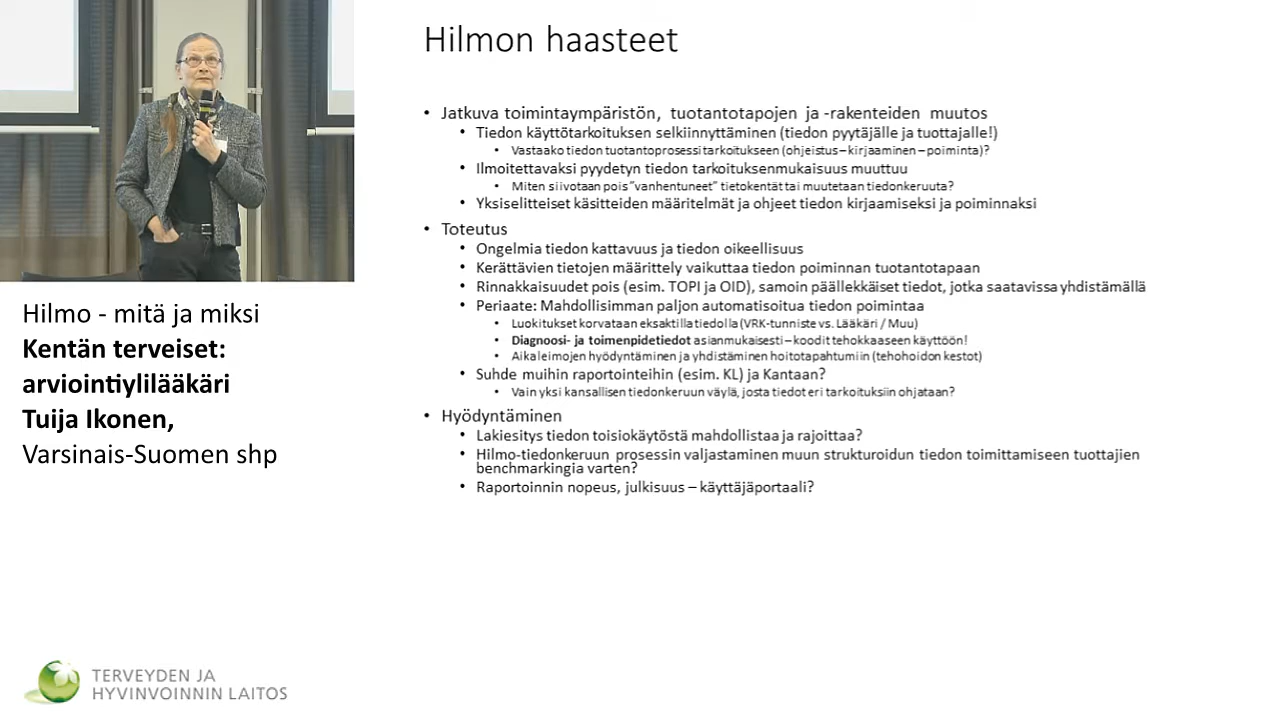 Hilmon haasteet
• Jatkuva toimintaympäristön, tuotantotapojen ja -rakenteiden muutos
• Tiedon käyttötarkoituksen selkiinnyttäminen (tiedon pyytäjälle ja tuottajalle!)
• Vastaako tiedon tuotantoprosessi tarkoitukseen (ohjeistus – kirjaaminen – poiminta)?
• Ilmoitettavaksi pyydetyn tiedon tarkoituksenmukaisuus muuttuu
• Miten siivotaan pois "vanhentuneet" tietokentät tai muutetaan tiedonkeruuta?
• Yksiselitteiset käsitteiden määritelmät ja ohjeet tiedon kirjaamiseksi ja poiminnaksi
• Toteutus
• Ongelmia tiedon kattavuus ja tiedon oikeellisuus
• Kerättävien tietojen määrittely vaikuttaa tiedon poiminnan tuotantotapaan
• Rinnakkaisuudet pois (esim. TOPI ja OID), samoin päällekkäiset tiedot, jotka saatavissa yhdistämällä
• Periaate: Mahdollisimman paljon automatisoitua tiedon poimintaa
• Luokitukset korvataan eksaktilla tiedolla (VRK-tunniste vs. Lääkäri / Muu)
• Diagnoosi- ja toimenpidetiedot asianmukaisesti – koodit tehokkaaseen käyttöön!
• Aikaleimojen hyödyntäminen ja yhdistäminen hoitotapahtumiin (tehohoidon kestot)
• Suhde muihin raportointeihin (esim. KL) ja Kantaan?
• Vain yksi kansallisen tiedonkeruun väylä, josta tiedot eri tarkoituksiin ohjataan?
• Hyödyntäminen
• Lakiesitys tiedon toisiokäytöstä mahdollistaa ja rajoittaa?
• Hilmo-tiedonkeruun prosessin valjastaminen muun strukturoidun tiedon toimittamiseen tuottajien
benchmarkingia varten?
• Raportoinnin nopeus, julkisuus – käyttäjäportaali?
Hilmo - mitä ja miksi
Kentän terveiset:
arviointiylilääkäri
Tuija Ikonen,
Varsinais-Suomen shp
TERVEYDEN JA
HYVINVOINNIN LAITOS